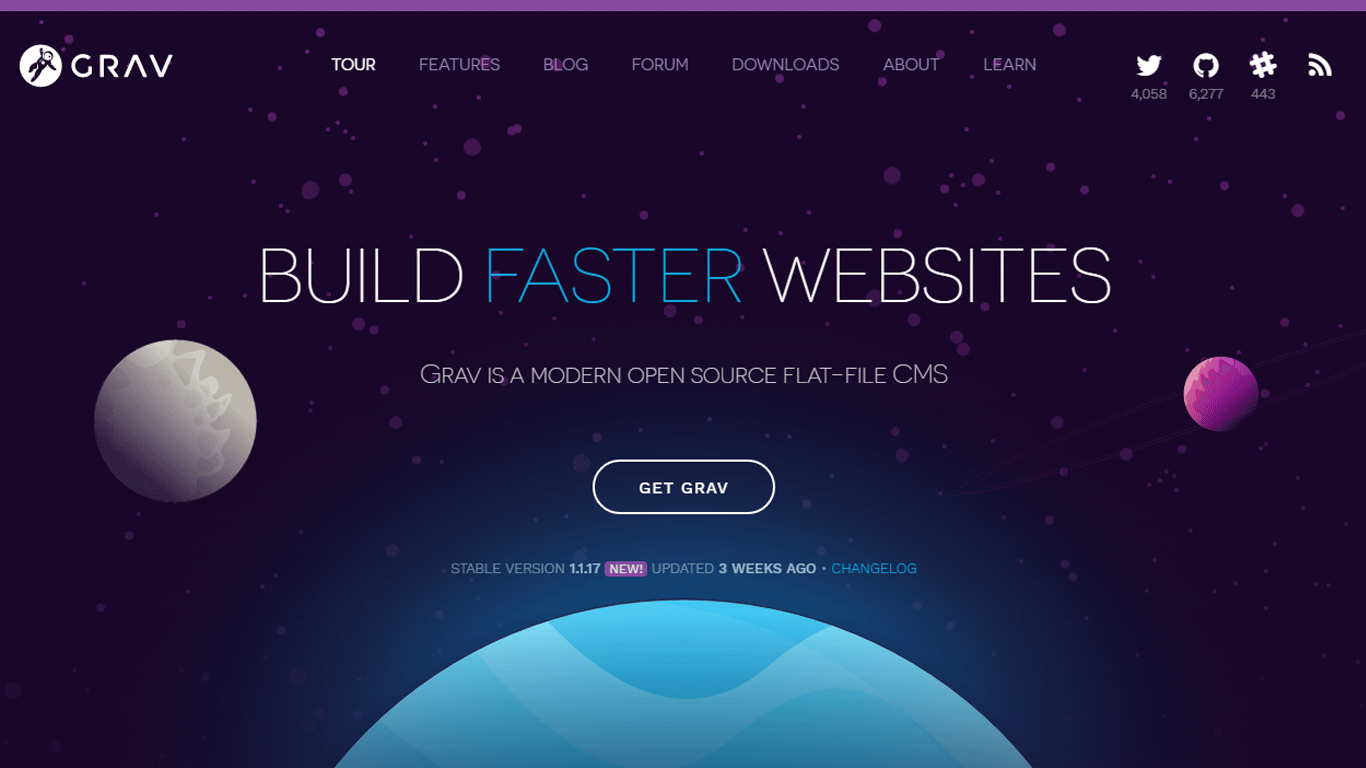 GRAV
TOUR FEATURES BLOG FORUM DOWNLOADS ABOUT LEARN
4,058 6,277 443
BUILD FASTER WEBSITES
GRAV IS A MODERN OPEN SOURCE FLAT-FILE CMS
GET GRAV
STABLE VERSION 1.1.17 NEW! UPDATED 3 WEEKS AGO • CHANGELOG